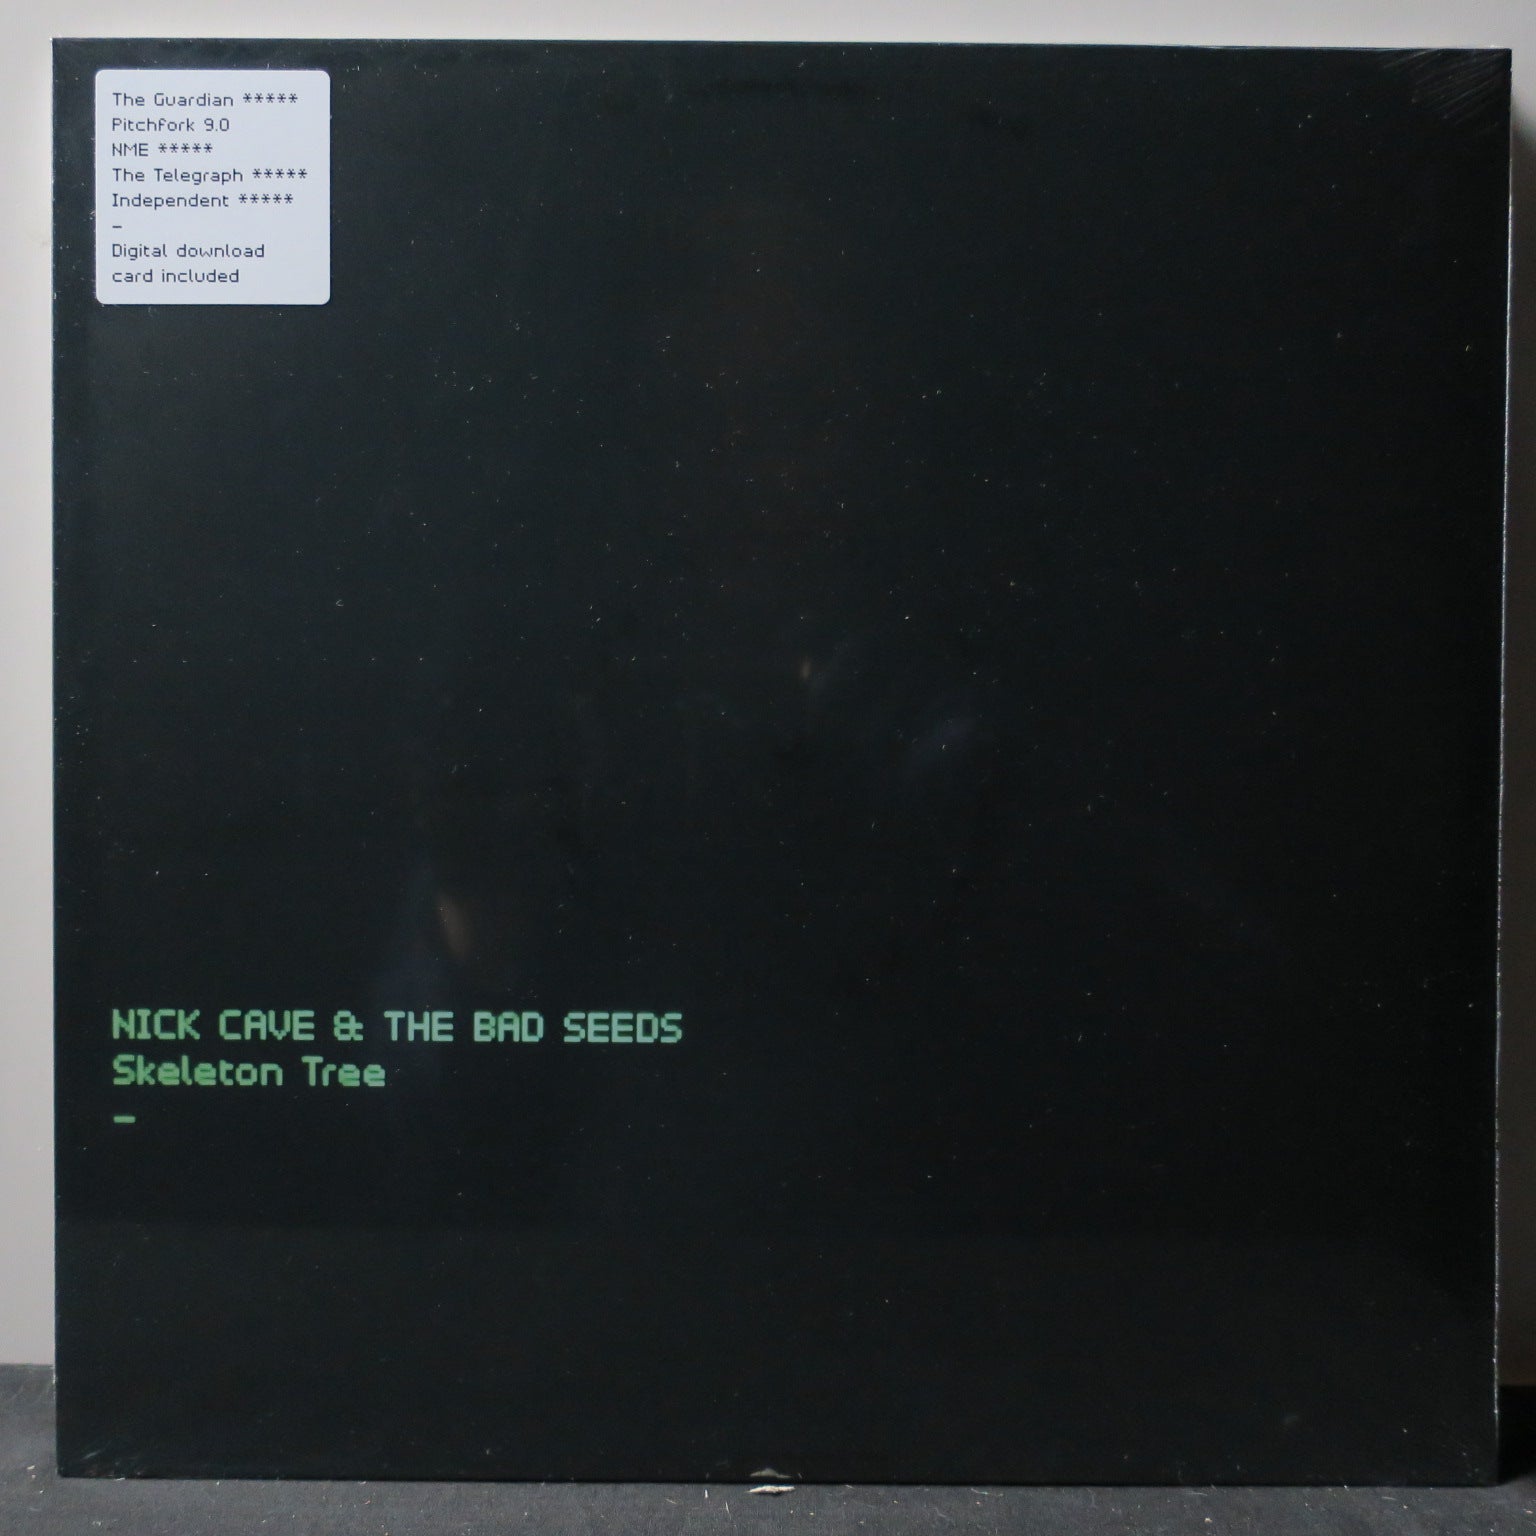 The Guardian *****
Pitchfork 9.0
NME *****
The Telegraph *****
Independent *****
–
Digital download
card included
NICK CAVE & THE BAD SEEDS
Skeleton Tree
–